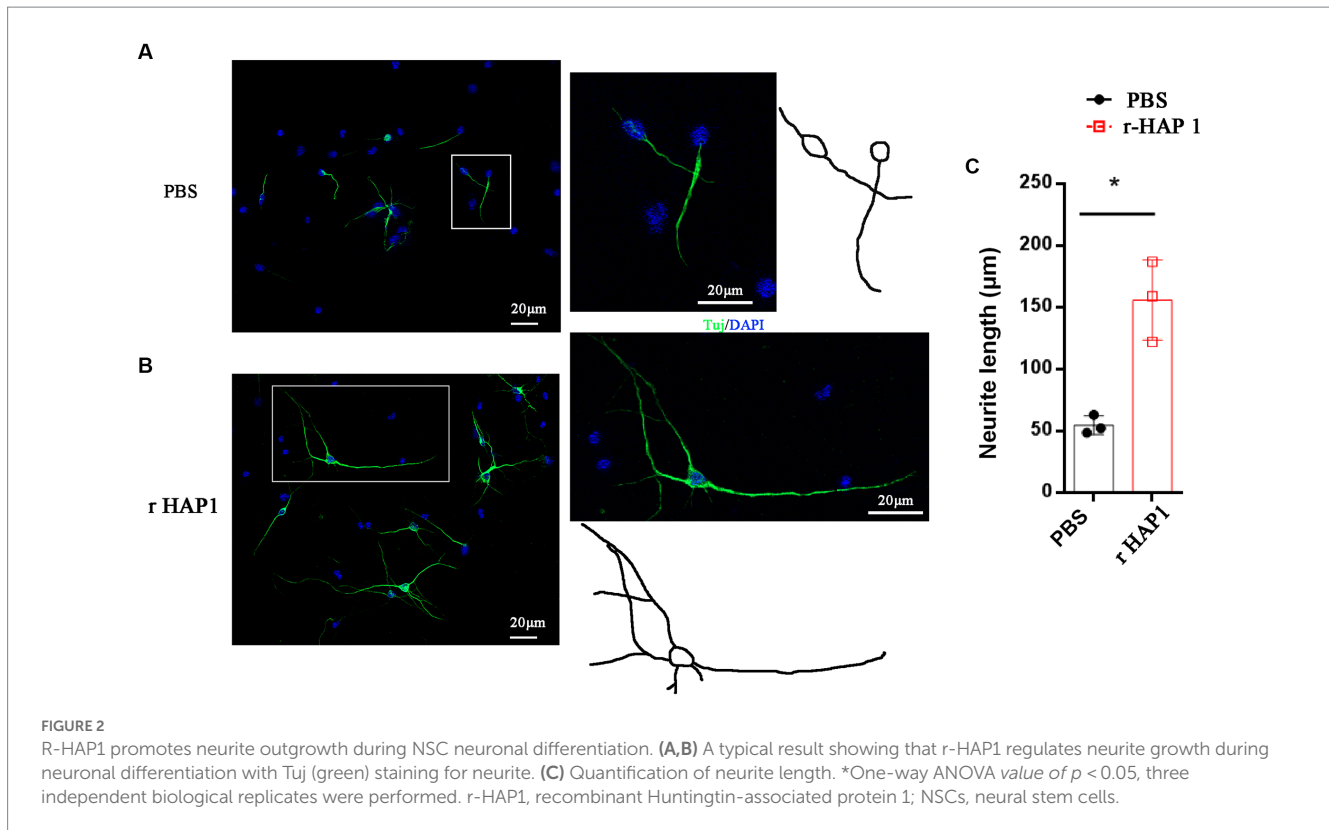 A
PBS
20μm
20μm
Tuj/DAPI
B
r HAP1
20μm
20μm
PBS
r-HAP 1
C
*
250
200
150
100
50
0
Neurite length (μm)
PBS
r HAP1
FIGURE 2
R-HAP1 promotes neurite outgrowth during NSC neuronal differentiation. (A,B) A typical result showing that r-HAP1 regulates neurite growth during
neuronal differentiation with Tuj (green) staining for neurite. (C) Quantification of neurite length. *One-way ANOVA value of p < 0.05, three
independent biological replicates were performed. r-HAP1, recombinant Huntingtin-associated protein 1; NSCs, neural stem cells.